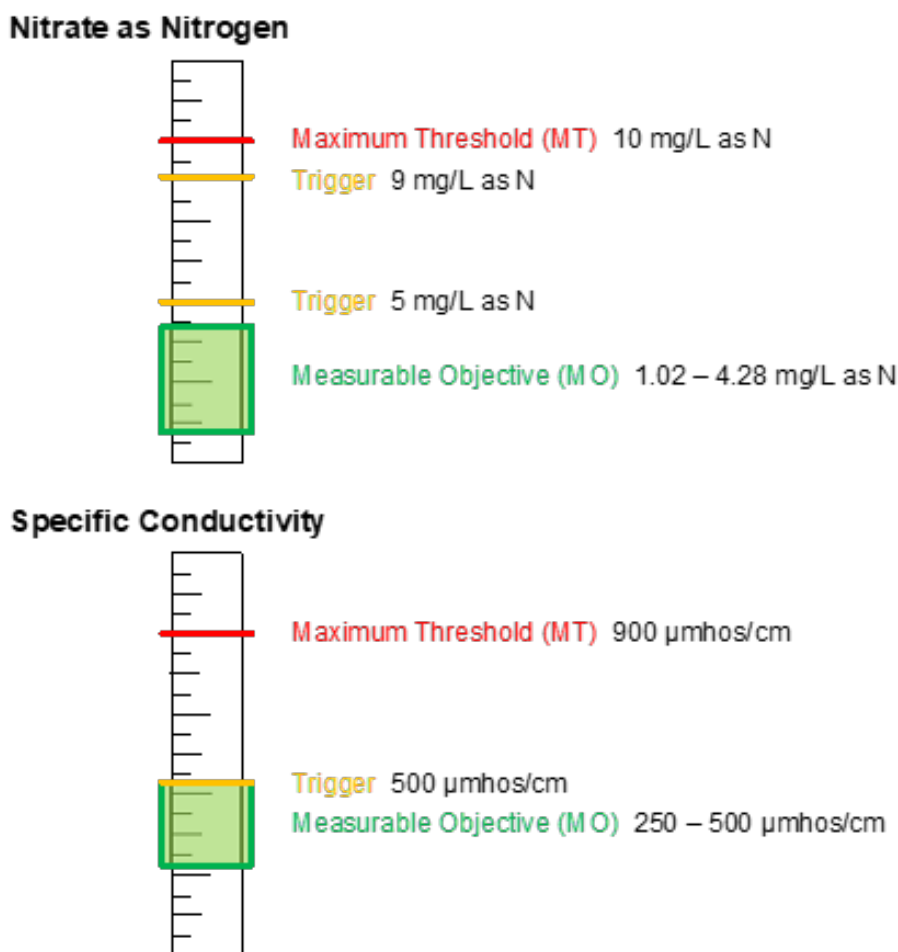 Nitrate as Nitrogen
Maximum Threshold (MT) 10 mg/L as N
Trigger 9 mg/L as N
Trigger 5 mg/L as N
Measurable Objective (MO) 1.02 – 4.28 mg/L as N
Specific Conductivity
Maximum Threshold (MT) 900 µmhos/cm
Trigger 500 µmhos/cm
Measurable Objective (MO) 250 – 500 µmhos/cm